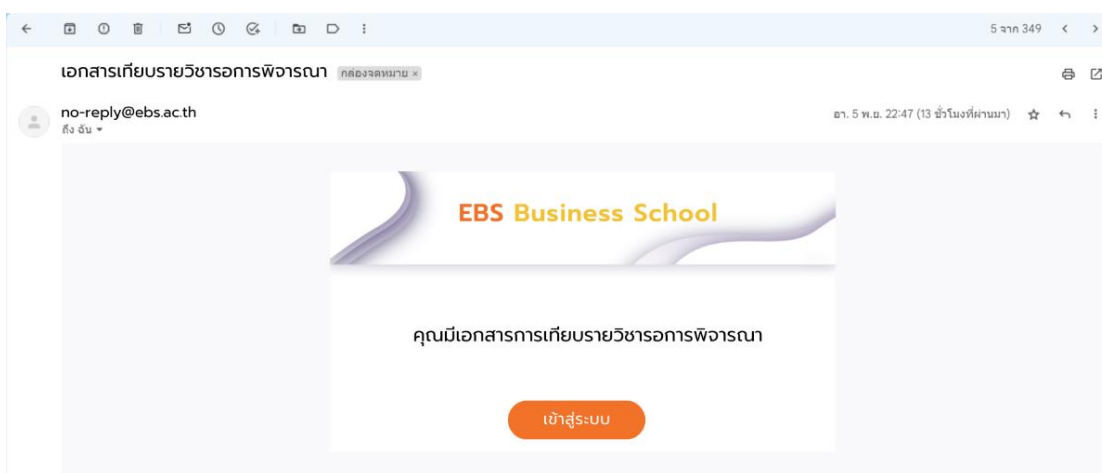 5 จาก 349
เอกสารเทียบรายวิชารอการพิจารณา กล่องจดหมาย ×
no-reply@ebs.ac.th
อา. 5 พ.ย. 22:47 (13 ชั่วโมงที่ผ่านมา)
ถึง ฉัน
EBS Business School
คุณมีเอกสารการเทียบรายวิชารอการพิจารณา
เข้าสู่ระบบ